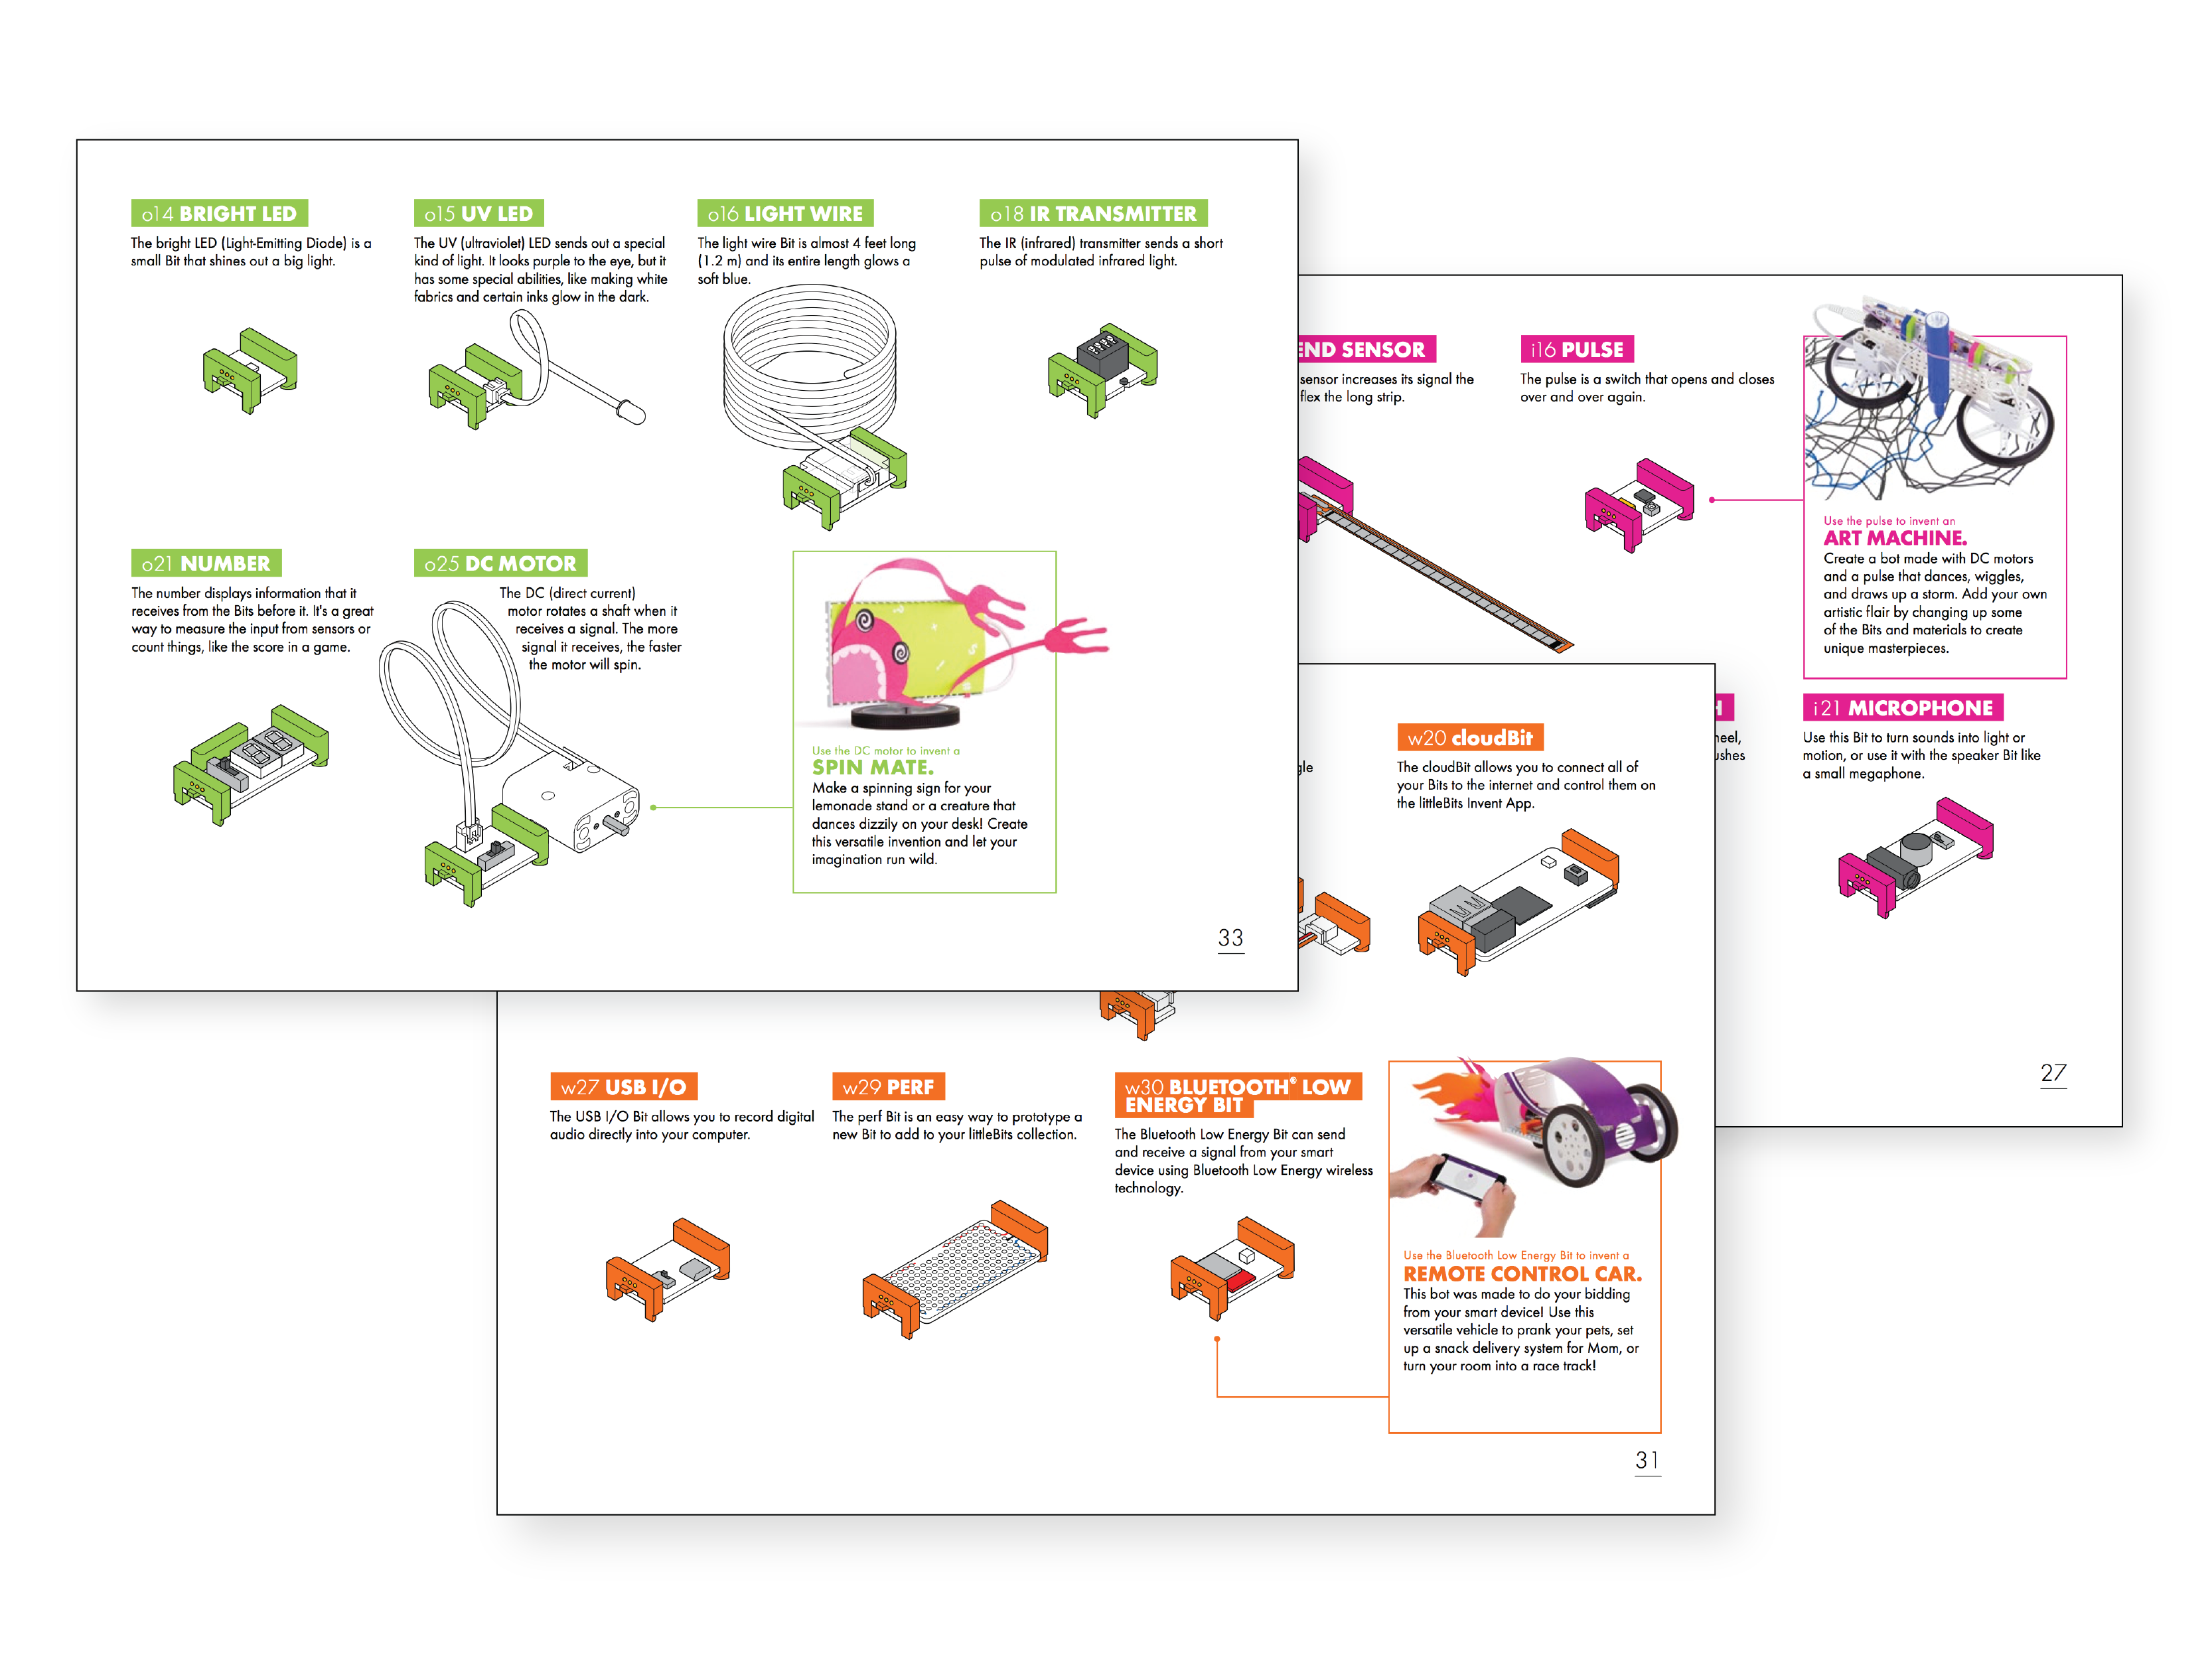 o14 BRIGHT LED
The bright LED (Light-Emitting Diode) is a
small Bit that shines out a big light.
o15 UV LED
The UV (ultraviolet) LED sends out a special
kind of light. It looks purple to the eye, but it
has some special abilities, like making white
fabrics and certain inks glow in the dark.
o16 LIGHT WIRE
The light wire Bit is almost 4 feet long
(1.2 m) and its entire length glows a
soft blue.
o18 IR TRANSMITTER
The IR (infrared) transmitter sends a short
pulse of modulated infrared light.
o21 NUMBER
The number displays information that it
receives from the Bits before it. It's a great
way to measure the input from sensors or
count things, like the score in a game.
o25 DC MOTOR
The DC (direct current)
motor rotates a shaft when it
receives a signal. The more
signal it receives, the faster
the motor will spin.
Use the DC motor to invent a
SPIN MATE.
Make a spinning sign for your
lemonade stand or a creature that
dances dizzily on your desk! Create
this versatile invention and let your
imagination run wild.
33
END SENSOR
sensor increases its signal the
flex the long strip.
i16 PULSE
The pulse is a switch that opens and closes
over and over again.
Use the pulse to invent an
ART MACHINE.
Create a bot made with DC motors
and a pulse that dances, wiggles,
and draws up a storm. Add your own
artistic flair by changing up some
of the Bits and materials to create
unique masterpieces.
H
heel,
ushes
i21 MICROPHONE
Use this Bit to turn sounds into light or
motion, or use it with the speaker Bit like
a small megaphone.
27
gle
w20 cloudBit
The cloudBit allows you to connect all of
your Bits to the internet and control them on
the littleBits Invent App.
w27 USB I/O
The USB I/O Bit allows you to record digital
audio directly into your computer.
w29 PERF
The perf Bit is an easy way to prototype a
new Bit to add to your littleBits collection.
w30 BLUETOOTH® LOW
ENERGY BIT
The Bluetooth Low Energy Bit can send
and receive a signal from your smart
device using Bluetooth Low Energy wireless
technology.
Use the Bluetooth Low Energy Bit to invent a
REMOTE CONTROL CAR.
This bot was made to do your bidding
from your smart device! Use this
versatile vehicle to prank your pets, set
up a snack delivery system for Mom, or
turn your room into a race track!
31